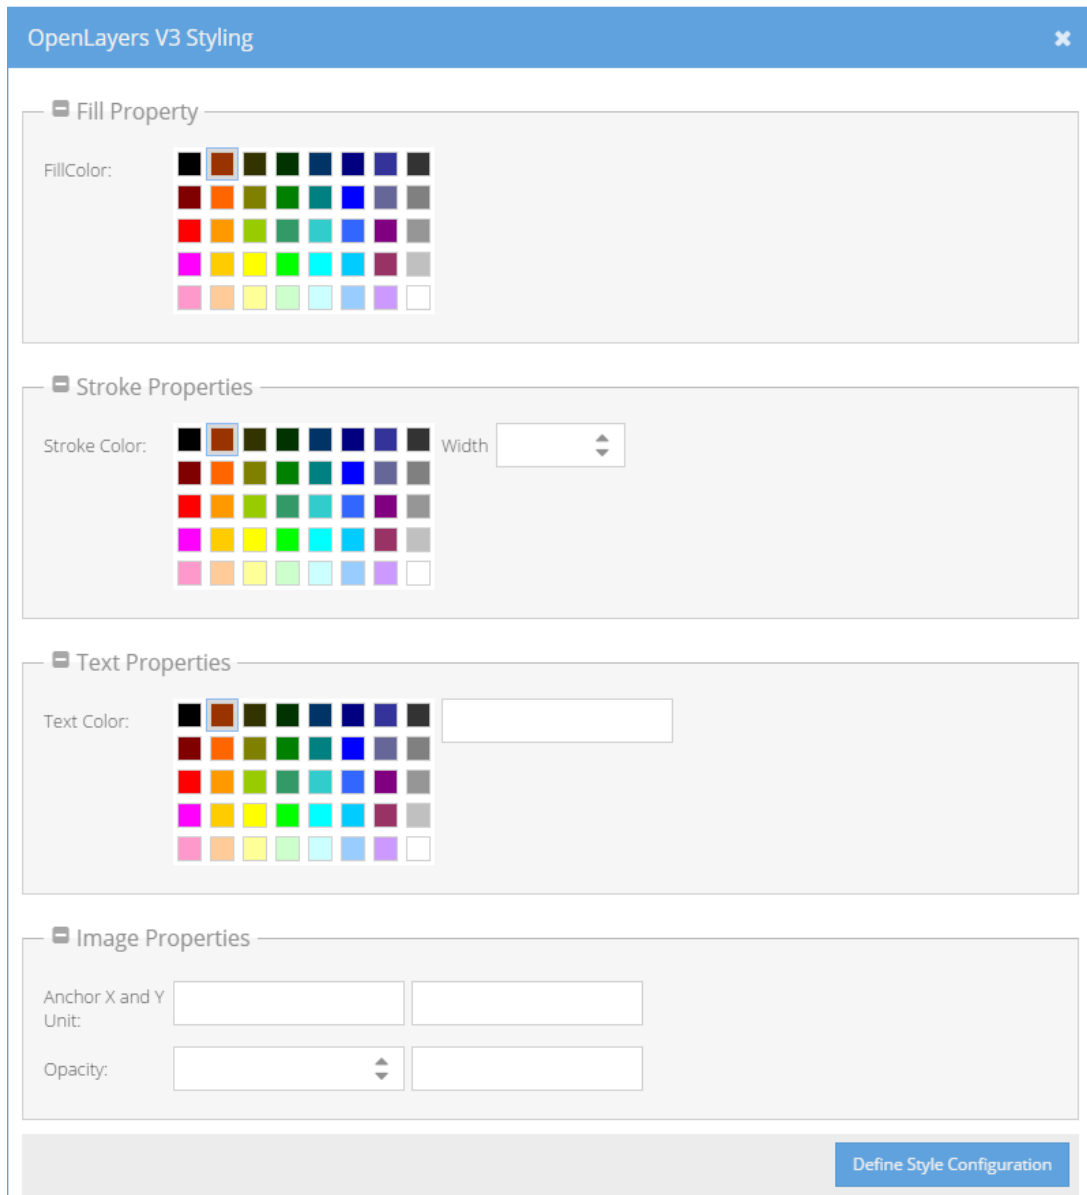 OpenLayers V3 Styling
Fill Property
FillColor:
Stroke Properties
Stroke Color:
Width
Text Properties
Text Color:
Image Properties
Anchor X and Y
Unit:
Opacity:
Define Style Configuration